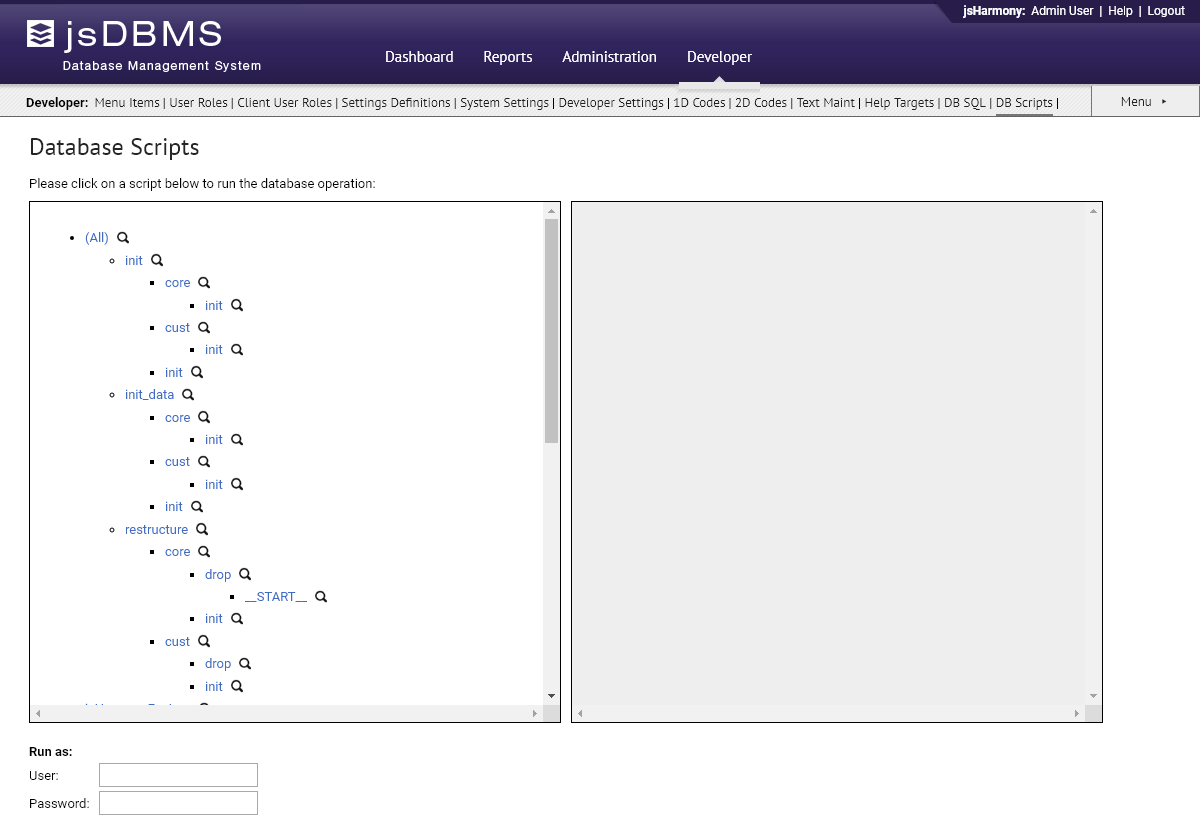 jsHarmony: Admin User | Help | Logout
jsDBMS
Database Management System
Dashboard Reports Administration Developer
Developer: Menu Items | User Roles | Client User Roles | Settings Definitions | System Settings | Developer Settings | 1D Codes | 2D Codes | Text Maint | Help Targets | DB SQL | DB Scripts |
Menu
Database Scripts
Please click on a script below to run the database operation:
(All)
init
core
init
cust
init
init
init_data
core
init
cust
init
init
restructure
core
drop
__START__
init
cust
drop
init
Run as:
User:
Password: